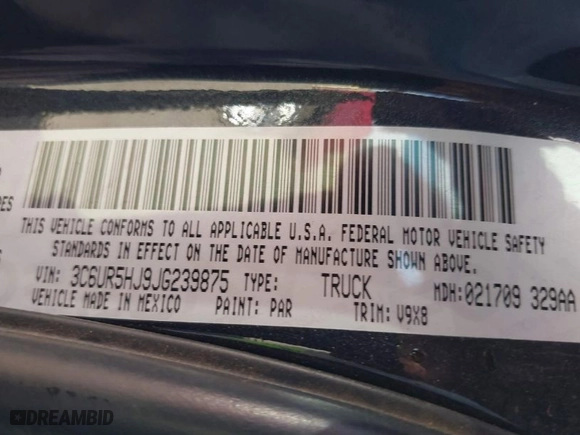 DES
THIS VEHICLE CONFORMS TO ALL APPLICABLE U.S.A. FEDERAL MOTOR VEHICLE SAFETY
STANDARDS IN EFFECT ON THE DATE OF MANUFACTURE SHOWN ABOVE.
VIN: 3C6UR5HJ9JG239875 TYPE: TRUCK MDH:021709 329AA
VEHICLE MADE IN MEXICO PAINT: PAR TRIM: V9X8
DREAMBID